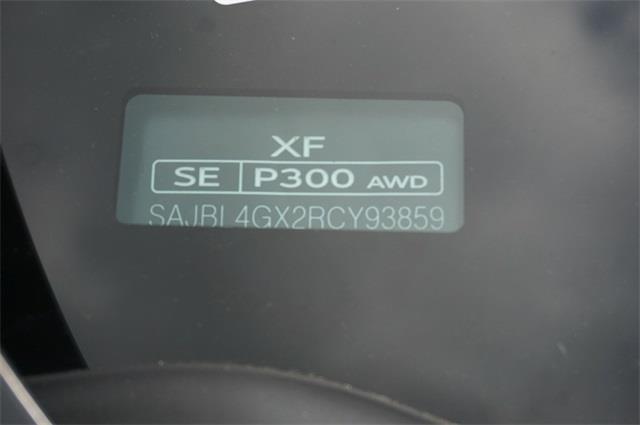 XF
SE P300 AWD
SAJBL4GX2RCY93859